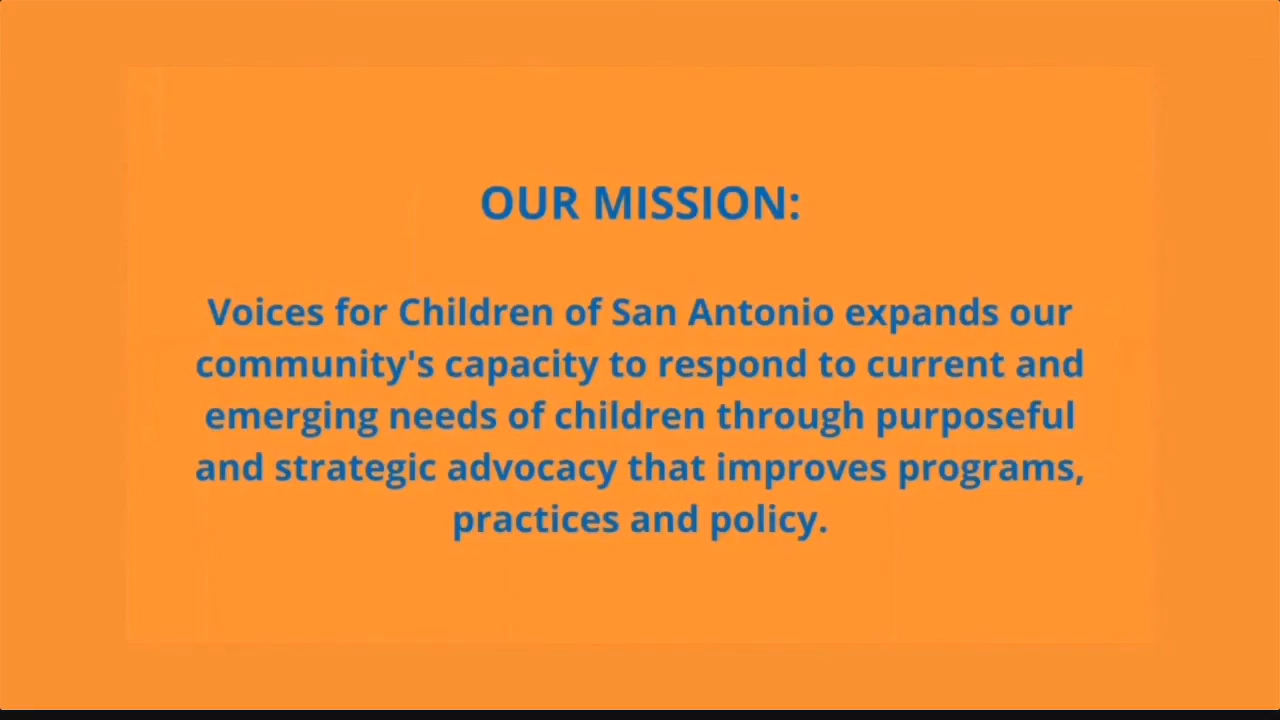 OUR MISSION:
Voices for Children of San Antonio expands our
community's capacity to respond to current and
emerging needs of children through purposeful
and strategic advocacy that improves programs,
practices and policy.